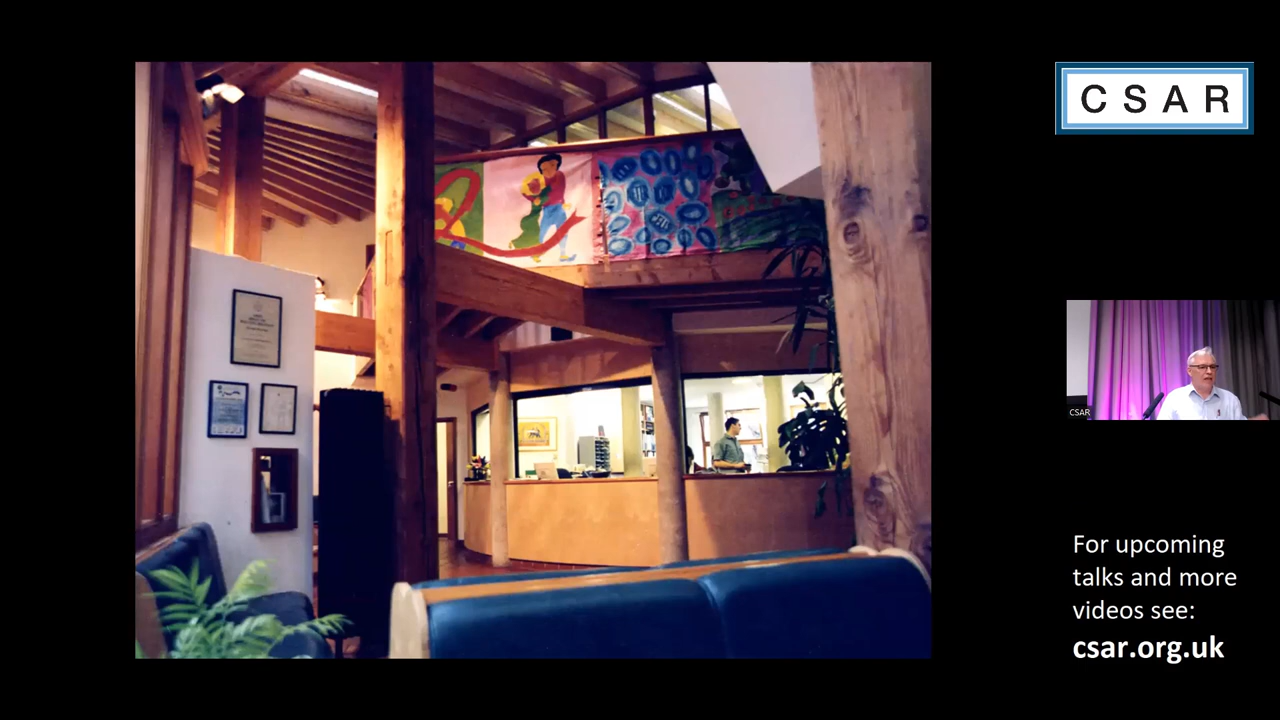 CSAR
CSAR
For upcoming
talks and more
videos see:
csar.org.uk